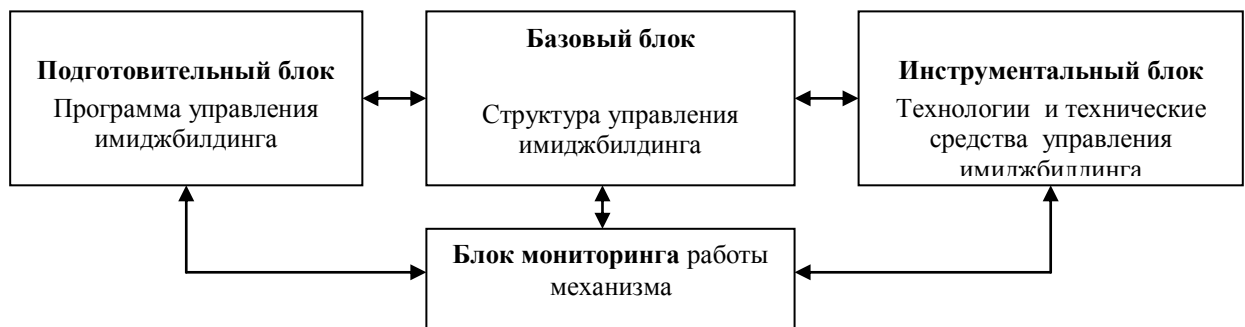 Подготовительный блок
Программа управления
имиджбилдинга
Базовый блок
Структура управления
имиджбилдинга
Инструментальный блок
Технологии и технические
средства управления
имиджбилдинга
Блок мониторинга работы
механизма